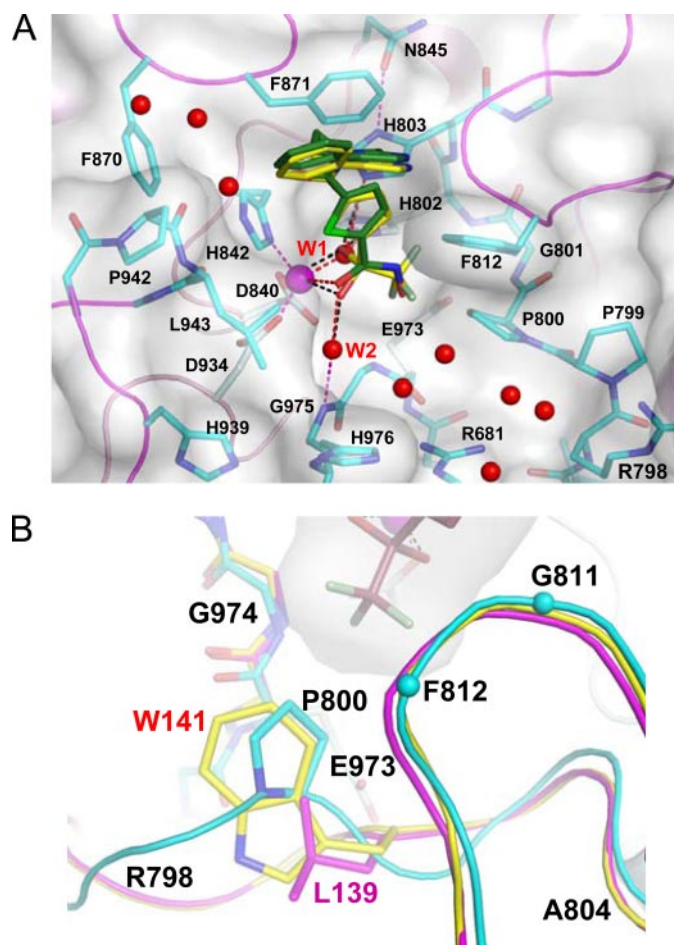 A
N845
F871
H803
F870
H802
H842
W1
F812
G801
P942
D840
P800
P799
L943
E973
W2
D934
G975
H939
H976
R681
R798
B
G811
G974
F812
P800
W141
E973
R798
L139
A804